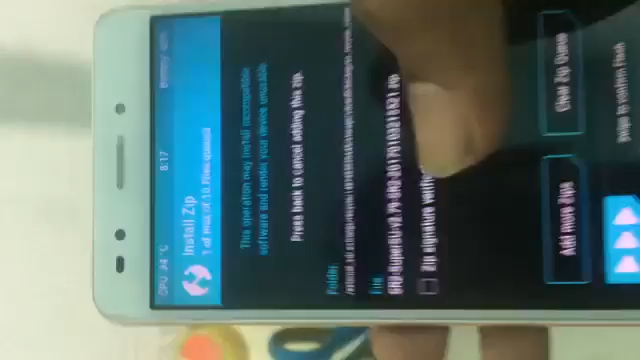 CPU: 34 °C 8:17
Install Zip
1 of max of 10 Files queued
This operation may install incompatible
software and render your device unusable.
Press back to cancel adding this zip.
Folder:
File:
Zip signature verific
Add more Zips
Clear Zip Queue
Swipe to confirm Flash